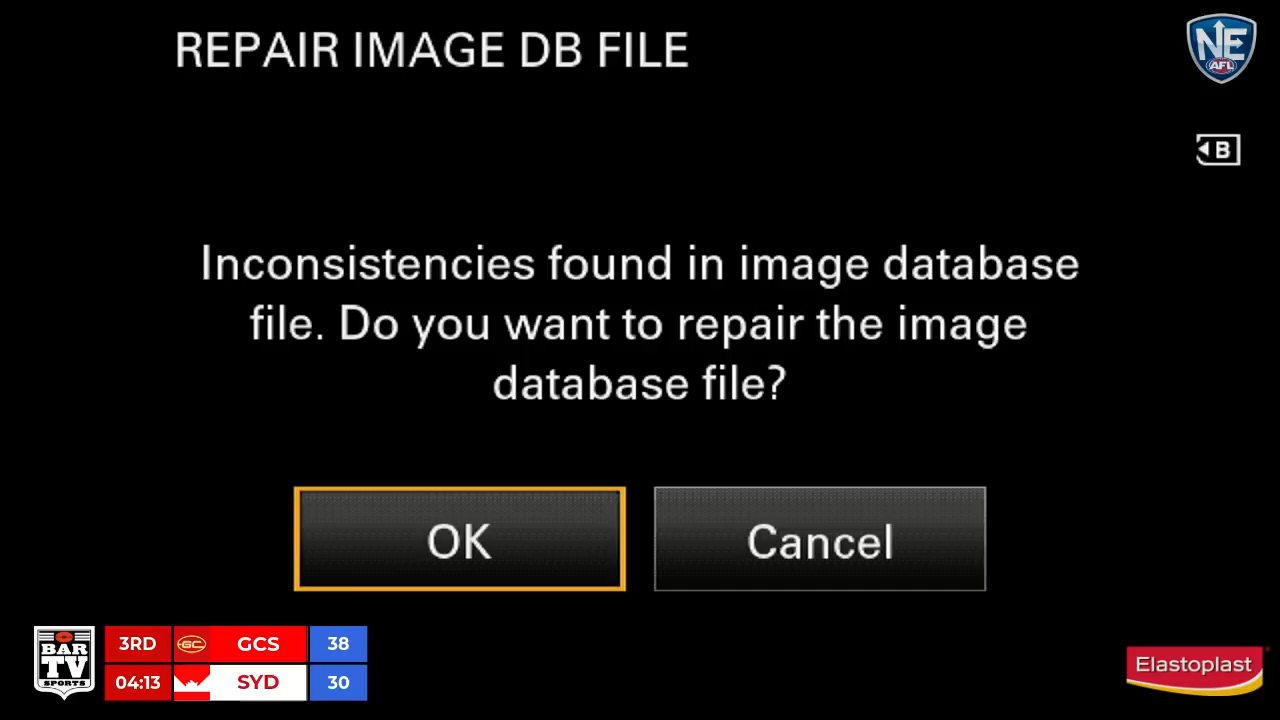 REPAIR IMAGE DB FILE
NE
AFL
B
Inconsistencies found in image database
file. Do you want to repair the image
database file?
OK
Cancel
BAR
TV
SPORTS
3RD GC GCS 38
04:13 SYD 30
Elastoplast